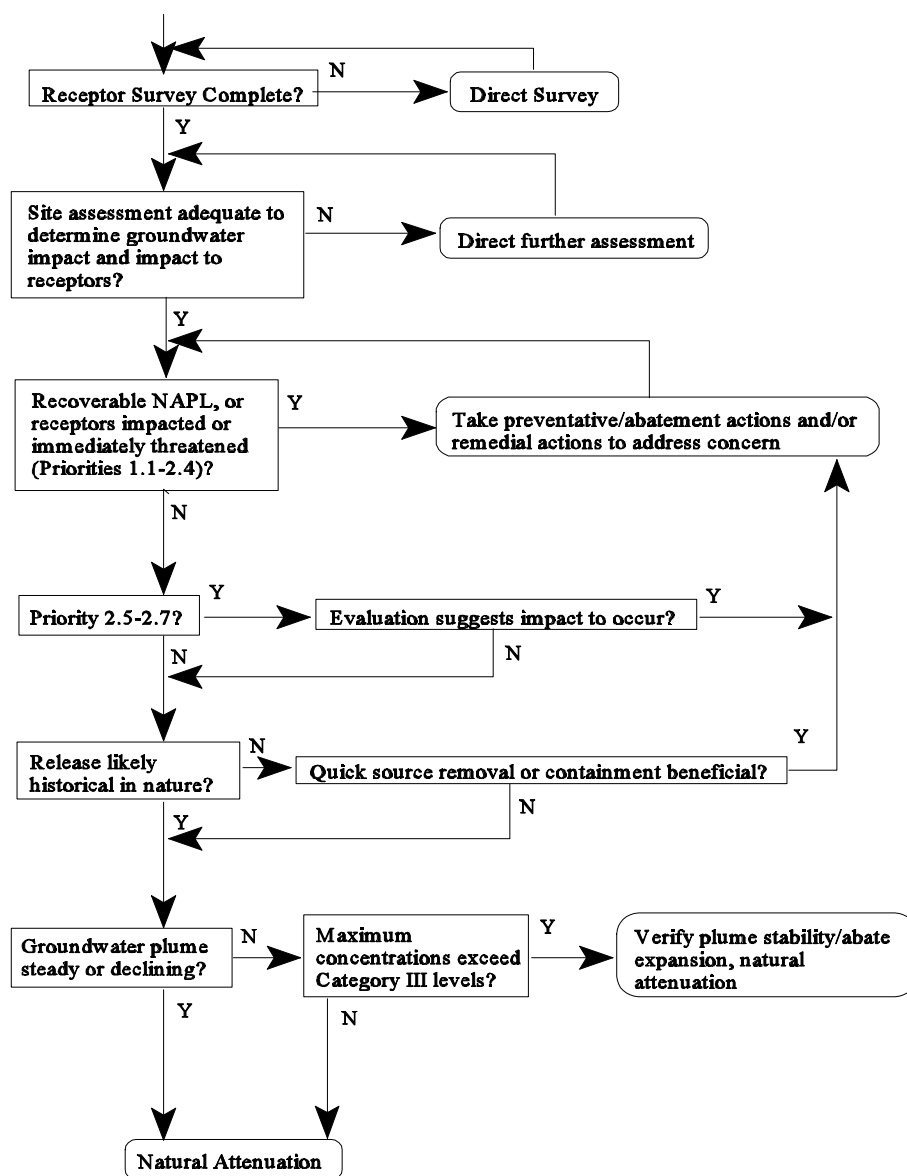 N
Receptor Survey Complete?
Direct Survey
Y
Site assessment adequate to
determine groundwater
impact and impact to
receptors?
N
Direct further assessment
Y
Recoverable NAPL, or
receptors impacted or
immediately threatened
(Priorities 1.1-2.4)?
Y
Take preventative/abatement actions and/or
remedial actions to address concern
N
Priority 2.5-2.7?
Y
Evaluation suggests impact to occur?
Y
N
N
Release likely
historical in nature?
N
Quick source removal or containment beneficial?
Y
N
Y
Groundwater plume
steady or declining?
N
Maximum
concentrations exceed
Category III levels?
Y
Verify plume stability/abate
expansion, natural
attenuation
Y
N
Natural Attenuation